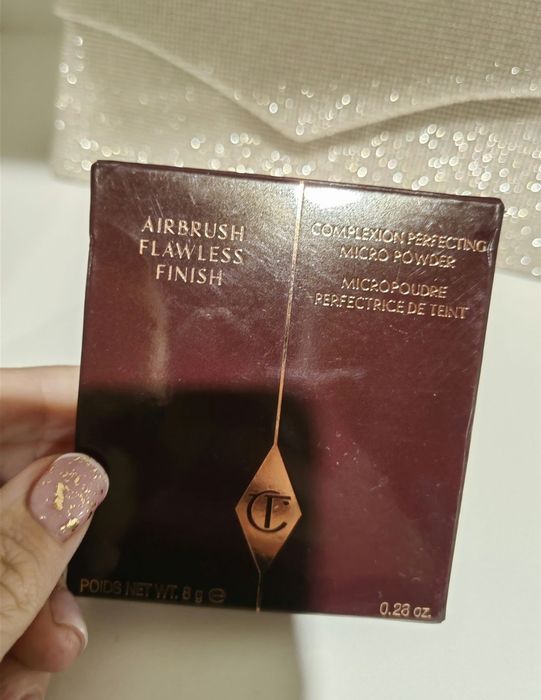 AIRBRUSH
FLAWLESS
FINISH
COMPLEXION PERFECTING
MICRO POWDER
MICROPOUDRE
PERFECTRICE DE TEINT
CT
POIDS NET WT. 8 g ℮
0.28 oz.